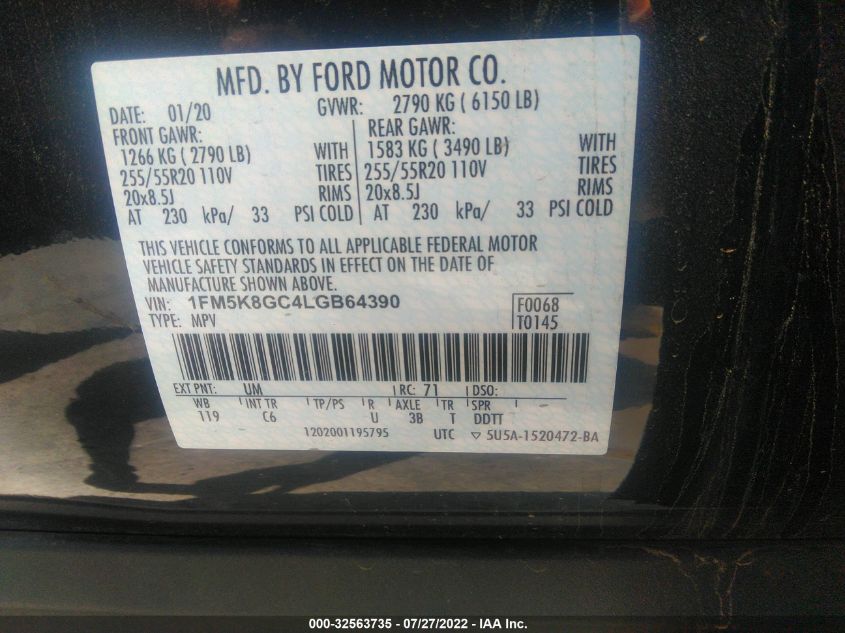 MFD. BY FORD MOTOR CO.
DATE: 01/20 GVWR: 2790 KG ( 6150 LB)
FRONT GAWR: REAR GAWR:
1266 KG ( 2790 LB) WITH 1583 KG ( 3490 LB) WITH
255/55R20 110V TIRES 255/55R20 110V TIRES
20x8.5J RIMS 20x8.5J RIMS
AT 230 kPa/ 33 PSI COLD AT 230 kPa/ 33 PSI COLD
THIS VEHICLE CONFORMS TO ALL APPLICABLE FEDERAL MOTOR
VEHICLE SAFETY STANDARDS IN EFFECT ON THE DATE OF
MANUFACTURE SHOWN ABOVE.
VIN: 1FM5K8GC4LGB64390 F0068
TYPE: MPV T0145
EXT PNT: UM RC: 71 DSO:
WB INT TR TP/PS R AXLE TR SPR
119 C6 U 3B T DDTT
1202001195795 UTC ▽ 5U5A-1520472-BA
000-32563735 - 07/27/2022 - IAA Inc.